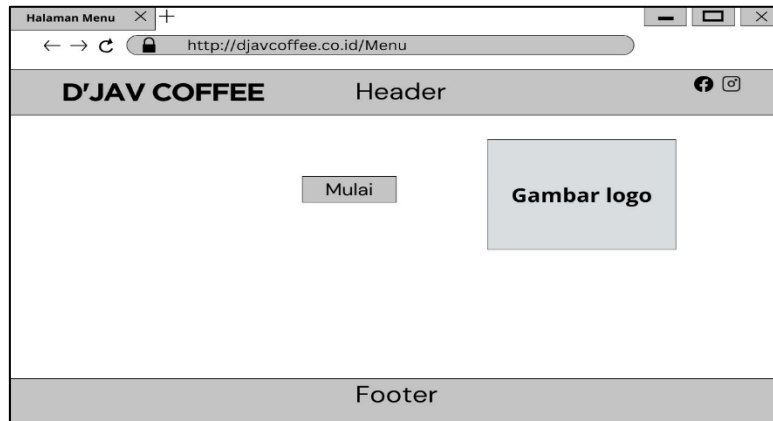 Halaman Menu
http://djavcoffee.co.id/Menu
D'JAV COFFEE
Header
Mulai
Gambar logo
Footer